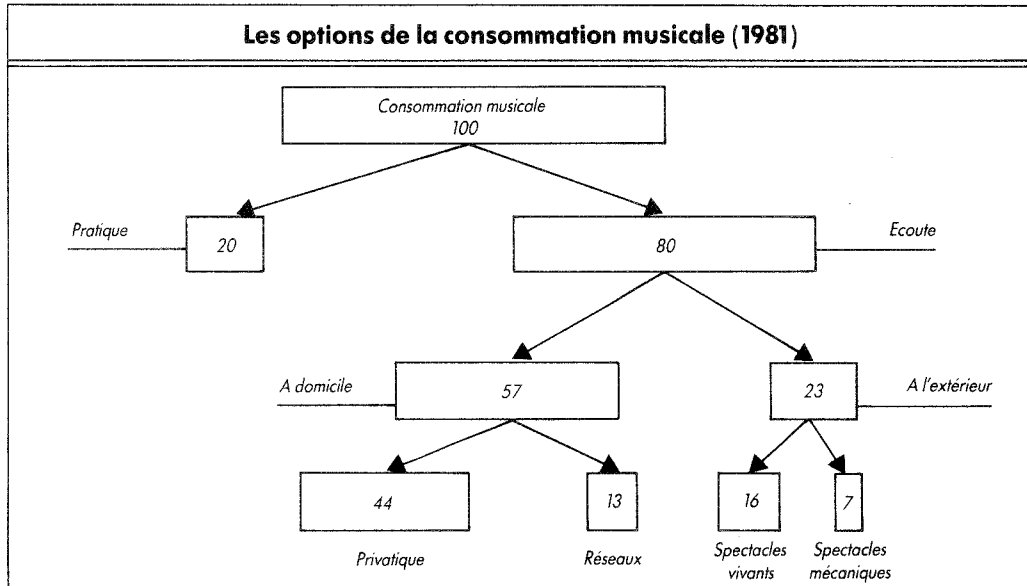 Les options de la consommation musicale (1981)
Consommation musicale
100
Pratique
20
80
Ecoute
A domicile
57
23
A l'extérieur
44
13
16
7
Privatique
Réseaux
Spectacles
vivants
Spectacles
mécaniques